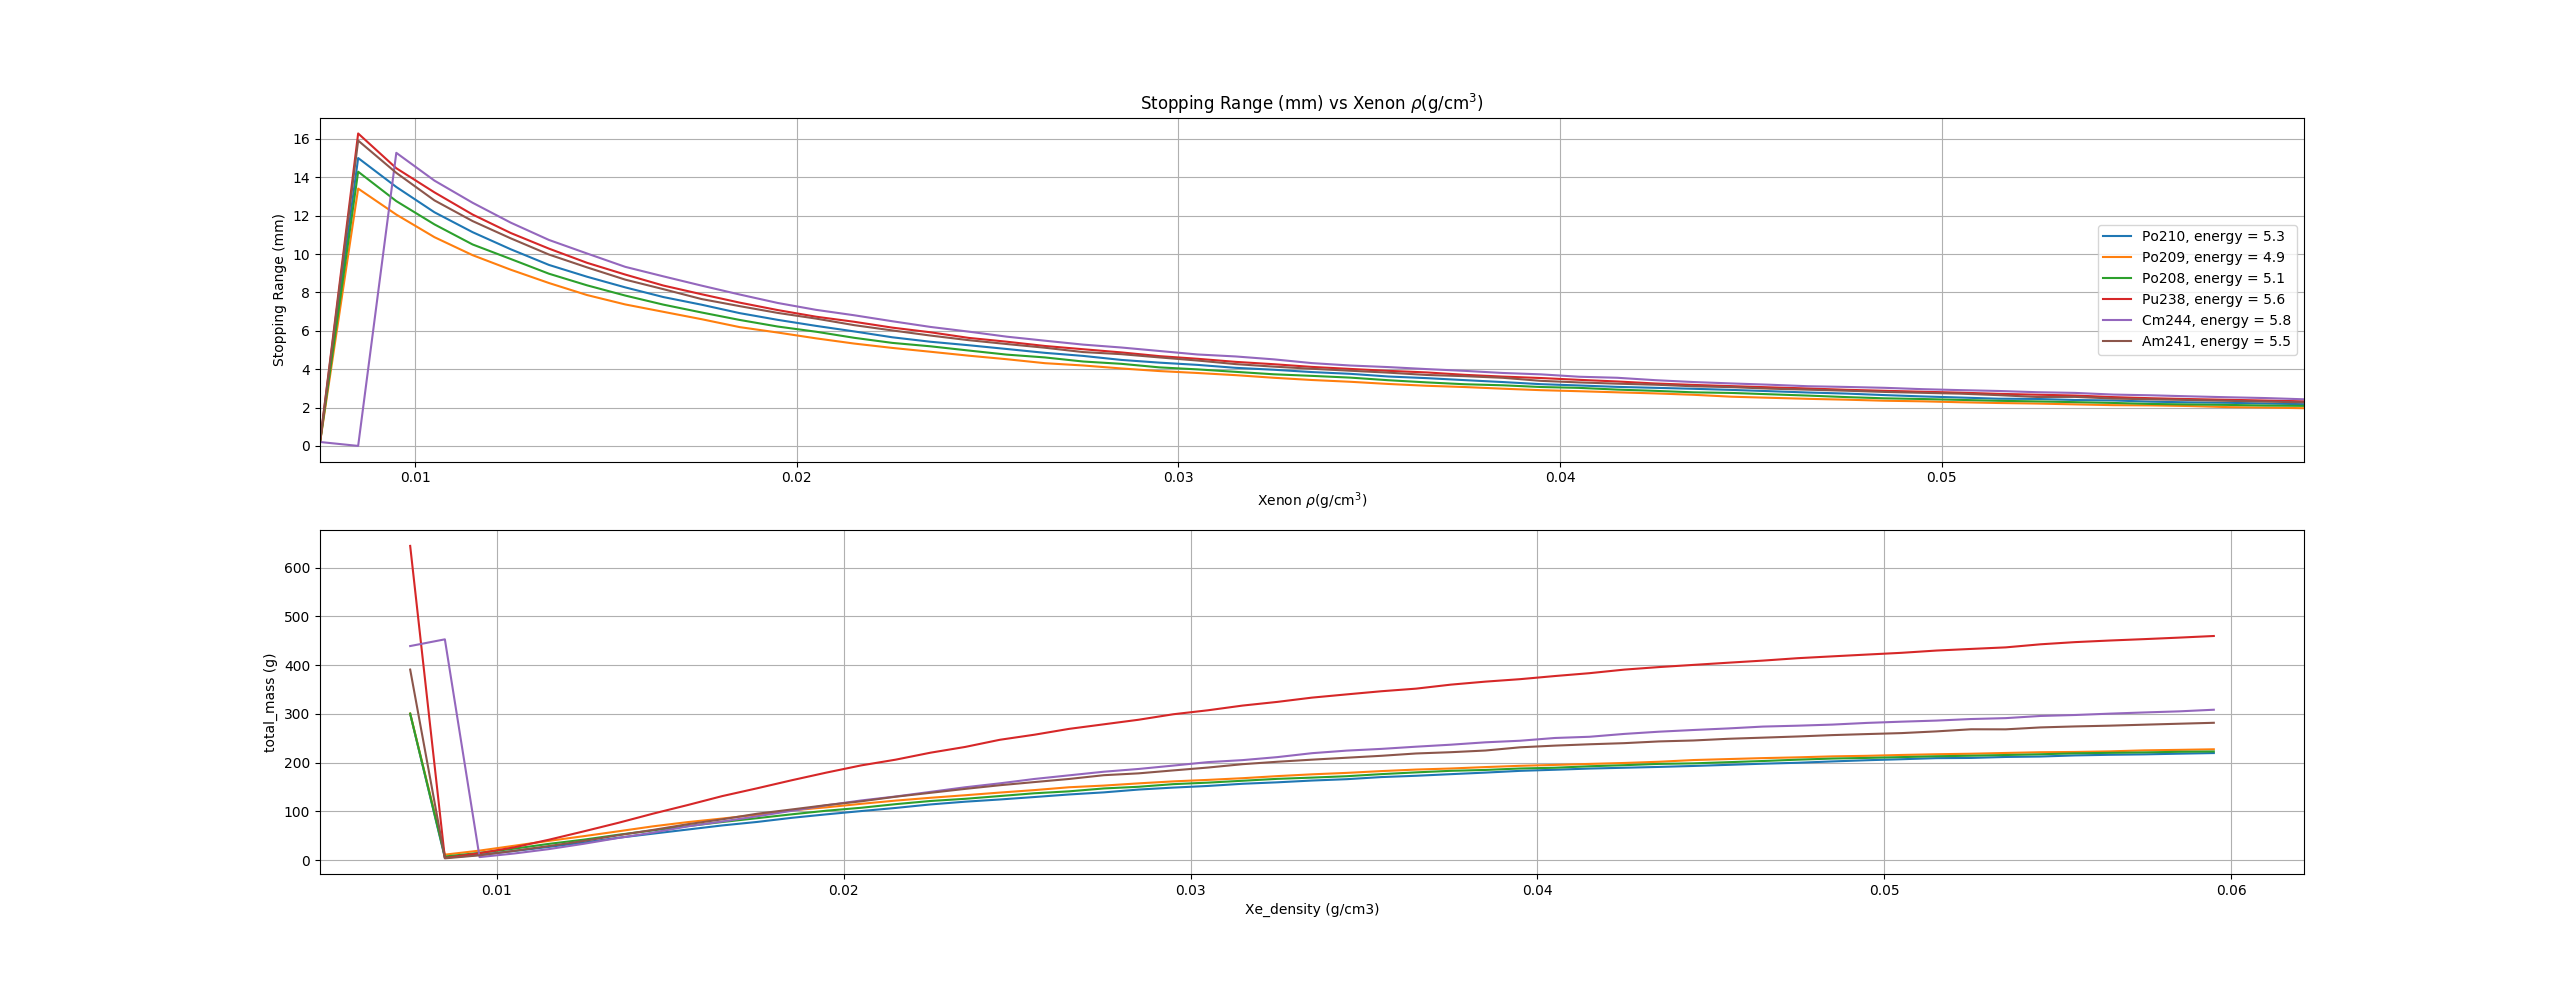 Stopping Range (mm) vs Xenon ρ(g/cm³)
16
14
12
10
8
6
4
2
0
Stopping Range (mm)
Po210, energy = 5.3
Po209, energy = 4.9
Po208, energy = 5.1
Pu238, energy = 5.6
Cm244, energy = 5.8
Am241, energy = 5.5
0.01 0.02 0.03 0.04 0.05
Xenon ρ(g/cm³)
600
500
400
300
200
100
0
total_mass (g)
0.01 0.02 0.03 0.04 0.05 0.06
Xe_density (g/cm3)